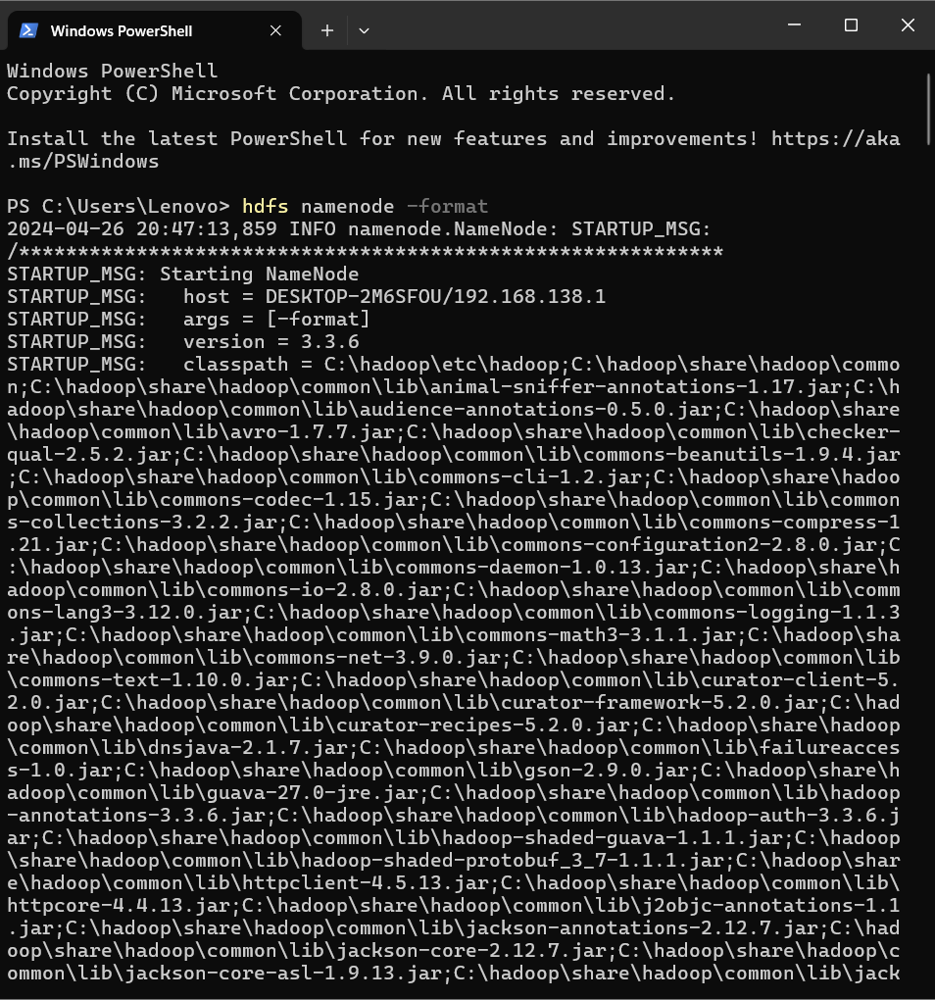 Windows PowerShell
Windows PowerShell
Copyright (C) Microsoft Corporation. All rights reserved.
Install the latest PowerShell for new features and improvements! https://aka
.ms/PSWindows
PS C:\Users\Lenovo> hdfs namenode -format
2024-04-26 20:47:13,859 INFO namenode.NameNode: STARTUP_MSG:
/************************************************************
STARTUP_MSG: Starting NameNode
STARTUP_MSG:   host = DESKTOP-2M6SFOU/192.168.138.1
STARTUP_MSG:   args = [-format]
STARTUP_MSG:   version = 3.3.6
STARTUP_MSG:   classpath = C:\hadoop\etc\hadoop;C:\hadoop\share\hadoop\commo
n;C:\hadoop\share\hadoop\common\lib\animal-sniffer-annotations-1.17.jar;C:\h
adoop\share\hadoop\common\lib\audience-annotations-0.5.0.jar;C:\hadoop\share
\hadoop\common\lib\avro-1.7.7.jar;C:\hadoop\share\hadoop\common\lib\checker-
qual-2.5.2.jar;C:\hadoop\share\hadoop\common\lib\commons-beanutils-1.9.4.jar
;C:\hadoop\share\hadoop\common\lib\commons-cli-1.2.jar;C:\hadoop\share\hadoo
p\common\lib\commons-codec-1.15.jar;C:\hadoop\share\hadoop\common\lib\common
s-collections-3.2.2.jar;C:\hadoop\share\hadoop\common\lib\commons-compress-1
.21.jar;C:\hadoop\share\hadoop\common\lib\commons-configuration2-2.8.0.jar;C
:\hadoop\share\hadoop\common\lib\commons-daemon-1.0.13.jar;C:\hadoop\share\h
adoop\common\lib\commons-io-2.8.0.jar;C:\hadoop\share\hadoop\common\lib\comm
ons-lang3-3.12.0.jar;C:\hadoop\share\hadoop\common\lib\commons-logging-1.1.3
.jar;C:\hadoop\share\hadoop\common\lib\commons-math3-3.1.1.jar;C:\hadoop\sha
re\hadoop\common\lib\commons-net-3.9.0.jar;C:\hadoop\share\hadoop\common\lib
\commons-text-1.10.0.jar;C:\hadoop\share\hadoop\common\lib\curator-client-5.
2.0.jar;C:\hadoop\share\hadoop\common\lib\curator-framework-5.2.0.jar;C:\had
oop\share\hadoop\common\lib\curator-recipes-5.2.0.jar;C:\hadoop\share\hadoop
\common\lib\dnsjava-2.1.7.jar;C:\hadoop\share\hadoop\common\lib\failureacces
s-1.0.jar;C:\hadoop\share\hadoop\common\lib\gson-2.9.0.jar;C:\hadoop\share\h
adoop\common\lib\guava-27.0-jre.jar;C:\hadoop\share\hadoop\common\lib\hadoop
-annotations-3.3.6.jar;C:\hadoop\share\hadoop\common\lib\hadoop-auth-3.3.6.j
ar;C:\hadoop\share\hadoop\common\lib\hadoop-shaded-guava-1.1.1.jar;C:\hadoop
\share\hadoop\common\lib\hadoop-shaded-protobuf_3_7-1.1.1.jar;C:\hadoop\shar
e\hadoop\common\lib\httpclient-4.5.13.jar;C:\hadoop\share\hadoop\common\lib\
httpcore-4.4.13.jar;C:\hadoop\share\hadoop\common\lib\j2objc-annotations-1.1
.jar;C:\hadoop\share\hadoop\common\lib\jackson-annotations-2.12.7.jar;C:\had
oop\share\hadoop\common\lib\jackson-core-2.12.7.jar;C:\hadoop\share\hadoop\c
ommon\lib\jackson-core-asl-1.9.13.jar;C:\hadoop\share\hadoop\common\lib\jack